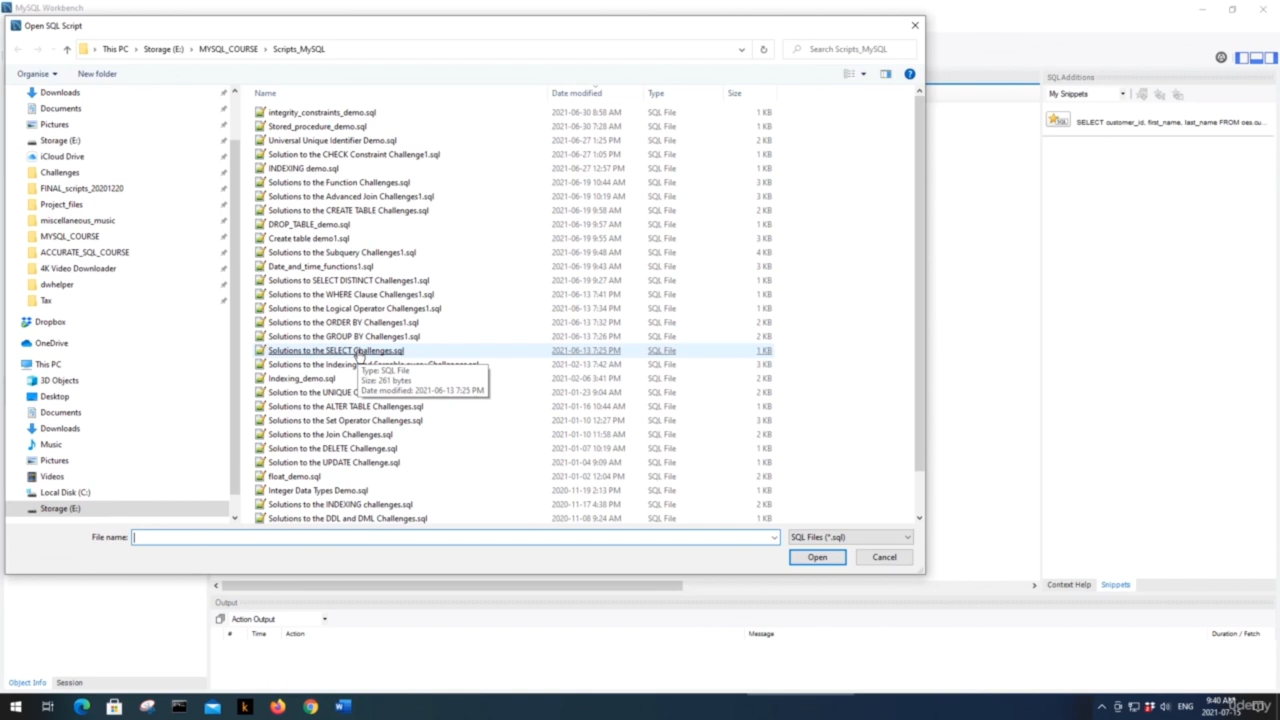 MySQL Workbench
Open SQL Script
This PC > Storage (E:) > MYSQL_COURSE > Scripts_MySQL
Search Scripts_MySQL
Organise
New folder
Downloads
Documents
Pictures
Storage (E:)
iCloud Drive
Challenges
FINAL_scripts_20201220
Project_files
miscellaneous_music
MYSQL_COURSE
ACCURATE_SQL_COURSE
4K Video Downloader
dwhelper
Tax
Dropbox
OneDrive
This PC
3D Objects
Desktop
Documents
Downloads
Music
Pictures
Videos
Local Disk (C:)
Storage (E:)
Name Date modified Type Size
integrity_constraints_demo.sql 2021-06-30 8:58 AM SQL File 1 KB
Stored_procedure_demo.sql 2021-06-30 7:28 AM SQL File 1 KB
Universal Unique Identifier Demo.sql 2021-06-27 1:25 PM SQL File 2 KB
Solution to the CHECK Constraint Challenge1.sql 2021-06-27 1:05 PM SQL File 1 KB
INDEXING demo.sql 2021-06-27 12:57 PM SQL File 1 KB
Solutions to the Function Challenges.sql 2021-06-19 10:44 AM SQL File 3 KB
Solutions to the Advanced Join Challenges1.sql 2021-06-19 10:19 AM SQL File 3 KB
Solutions to the CREATE TABLE Challenges.sql 2021-06-19 9:58 AM SQL File 2 KB
DROP_TABLE_demo.sql 2021-06-19 9:57 AM SQL File 1 KB
Create table demo1.sql 2021-06-19 9:55 AM SQL File 3 KB
Solutions to the Subquery Challenges1.sql 2021-06-19 9:48 AM SQL File 4 KB
Date_and_time_functions1.sql 2021-06-19 9:43 AM SQL File 3 KB
Solutions to SELECT DISTINCT Challenges1.sql 2021-06-19 9:27 AM SQL File 1 KB
Solutions to the WHERE Clause Challenges1.sql 2021-06-13 7:41 PM SQL File 1 KB
Solutions to the Logical Operator Challenges1.sql 2021-06-13 7:34 PM SQL File 1 KB
Solutions to the ORDER BY Challenges1.sql 2021-06-13 7:32 PM SQL File 2 KB
Solutions to the GROUP BY Challenges1.sql 2021-06-13 7:26 PM SQL File 1 KB
Solutions to the SELECT Challenges.sql 2021-06-13 7:25 PM SQL File 1 KB
Solutions to the Indexing and Challenges.sql 2021-02-13 7:42 AM SQL File 3 KB
Type: SQL File
Size: 261 bytes
Date modified: 2021-06-13 7:25 PM
Indexing_demo.sql 2021-02-06 3:41 PM SQL File 2 KB
Solution to the UNIQUE 2021-01-23 9:04 AM SQL File 2 KB
Solutions to the ALTER TABLE Challenges.sql 2021-01-16 10:44 AM SQL File 1 KB
Solutions to the Set Operator Challenges.sql 2021-01-10 12:27 PM SQL File 3 KB
Solutions to the Join Challenges.sql 2021-01-10 11:58 AM SQL File 2 KB
Solutions to the DELETE Challenge.sql 2021-01-07 10:19 AM SQL File 1 KB
Solution to the UPDATE Challenge.sql 2021-01-04 9:09 AM SQL File 1 KB
float_demo.sql 2021-01-02 12:04 PM SQL File 2 KB
Integer Data Types Demo.sql 2020-11-19 2:13 PM SQL File 1 KB
Solutions to the INDEXING challenges.sql 2020-11-17 4:38 PM SQL File 2 KB
Solutions to the DDL and DML Challenges.sql 2020-11-08 9:24 AM SQL File 2 KB
File name:
SQL Files (*.sql)
Open
Cancel
SQLAdditions
My Snippets
SELECT customer_id, first_name, last_name FROM oes.cu...
Context Help
Snippets
Output
Action Output
# Time Action Message Duration / Fetch
Object Info
Session
ENG
9:40 AM
2021-07-15
Udemy